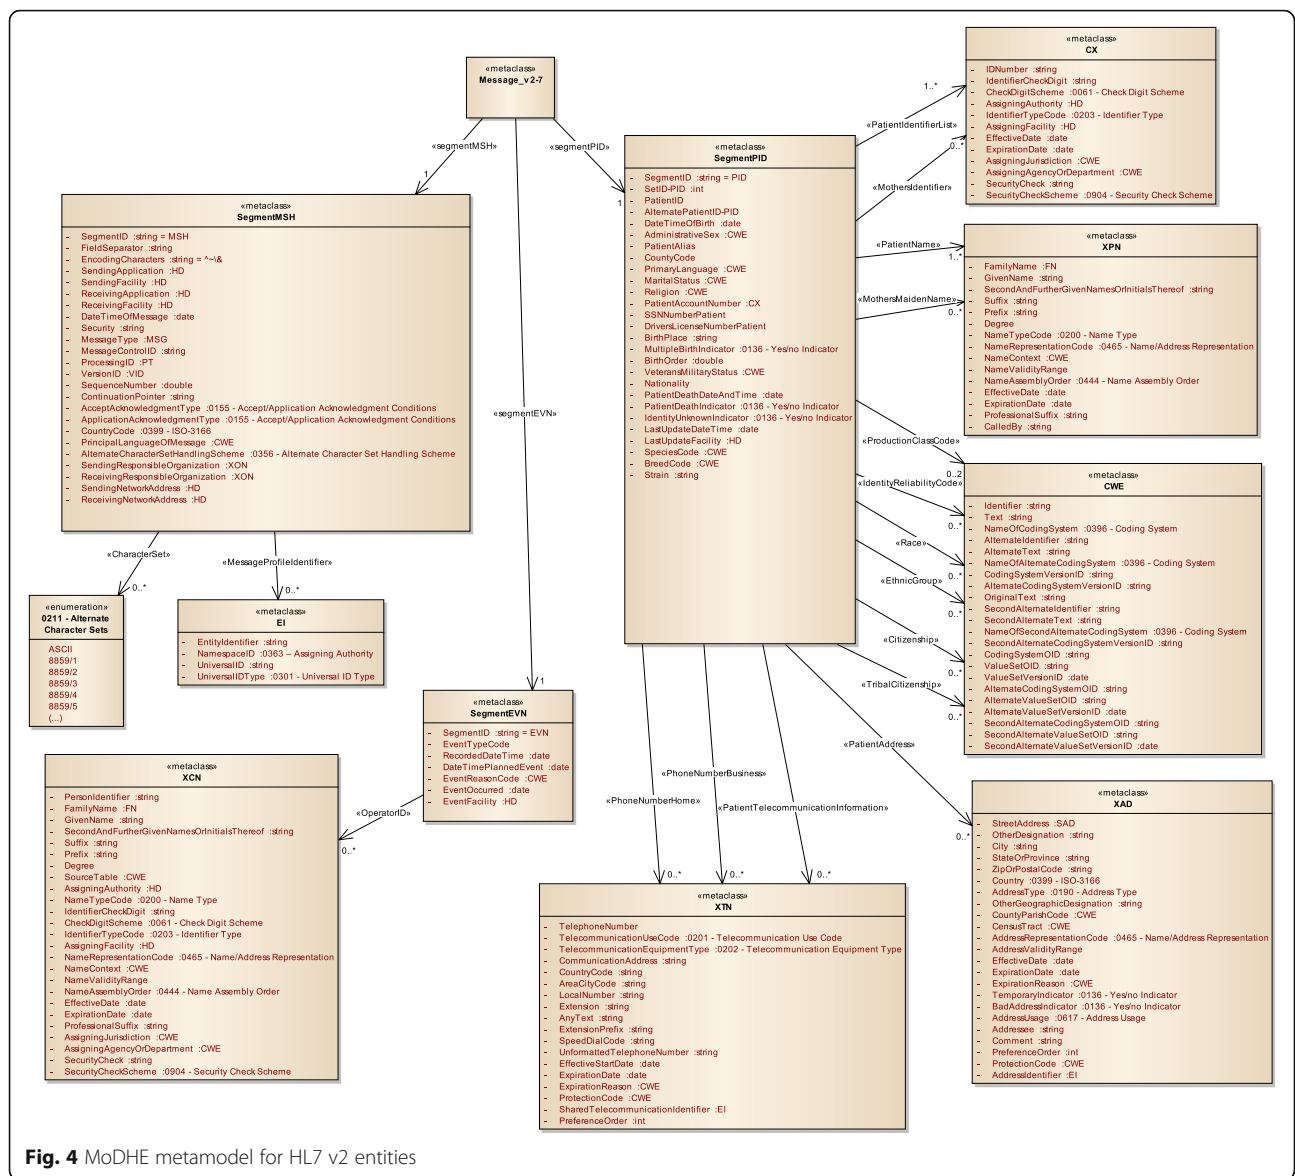 «metaclass»
Message_v2-7
«segmentMSH»
1
«segmentPID»
1
«segmentEVN»
1
«metaclass»
SegmentMSH
- SegmentID :string = MSH
- FieldSeparator :string
- EncodingCharacters :string = ^~\&
- SendingApplication :HD
- SendingFacility :HD
- ReceivingApplication :HD
- ReceivingFacility :HD
- DateTimeOfMessage :date
- Security :string
- MessageType :MSG
- MessageControlID :string
- ProcessingID :PT
- VersionID :VID
- SequenceNumber :double
- ContinuationPointer :string
- AcceptAcknowledgmentType :0155 - Accept/Application Acknowledgment Conditions
- ApplicationAcknowledgmentType :0155 - Accept/Application Acknowledgment Conditions
- CountryCode :0399 - ISO-3166
- PrincipalLanguageOfMessage :CWE
- AlternateCharacterSetHandlingScheme :0356 - Alternate Character Set Handling Scheme
- SendingResponsibleOrganization :XON
- ReceivingResponsibleOrganization :XON
- SendingNetworkAddress :HD
- ReceivingNetworkAddress :HD
«CharacterSet»
0..*
«MessageProfileIdentifier»
0..*
«enumeration»
0211 - Alternate
Character Sets
ASCII
8859/1
8859/2
8859/3
8859/4
8859/5
(...)
«metaclass»
EI
- EntityIdentifier :string
- NamespaceID :0363 – Assigning Authority
- UniversalID :string
- UniversalIDType :0301 - Universal ID Type
«metaclass»
SegmentEVN
- SegmentID :string = EVN
- EventTypeCode
- RecordedDateTime :date
- DateTimePlannedEvent :date
- EventReasonCode :CWE
- EventOccurred :date
- EventFacility :HD
«OperatorID»
0..*
«metaclass»
XCN
- PersonIdentifier :string
- FamilyName :FN
- GivenName :string
- SecondAndFurtherGivenNamesOrInitialsThereof :string
- Suffix :string
- Prefix :string
- Degree
- SourceTable :CWE
- AssigningAuthority :HD
- NameTypeCode :0200 - Name Type
- IdentifierCheckDigit :string
- CheckDigitScheme :0061 - Check Digit Scheme
- IdentifierTypeCode :0203 - Identifier Type
- AssigningFacility :HD
- NameRepresentationCode :0465 - Name/Address Representation
- NameContext :CWE
- NameValidityRange
- NameAssemblyOrder :0444 - Name Assembly Order
- EffectiveDate :date
- ExpirationDate :date
- ProfessionalSuffix :string
- AssigningJurisdiction :CWE
- AssigningAgencyOrDepartment :CWE
- SecurityCheck :string
- SecurityCheckScheme :0904 - Security Check Scheme
«metaclass»
SegmentPID
- SegmentID :string = PID
- SetID-PID :int
- PatientID
- AlternatePatientID-PID
- DateTimeOfBirth :date
- AdministrativeSex :CWE
- PatientAlias
- CountyCode
- PrimaryLanguage :CWE
- MaritalStatus :CWE
- Religion :CWE
- PatientAccountNumber :CX
- SSNNumberPatient
- DriversLicenseNumberPatient
- BirthPlace :string
- MultipleBirthIndicator :0136 - Yes/no Indicator
- BirthOrder :double
- VeteransMilitaryStatus :CWE
- Nationality
- PatientDeathDateAndTime :date
- PatientDeathIndicator :0136 - Yes/no Indicator
- IdentityUnknownIndicator :0136 - Yes/no Indicator
- LastUpdateDateTime :date
- LastUpdateFacility :HD
- SpeciesCode :CWE
- BreedCode :CWE
- Strain :string
«PatientIdentifierList»
1..*
«MothersIdentifier»
0..*
«PatientName»
1..*
«MothersMaidenName»
0..*
«ProductionClassCode»
0..2
«IdentityReliabilityCode»
0..*
«Race»
0..*
«EthnicGroup»
0..*
«Citizenship»
0..*
«TribalCitizenship»
0..*
«PatientAddress»
0..*
«PhoneNumberHome»
0..*
«PhoneNumberBusiness»
0..*
«PatientTelecommunicationInformation»
0..*
«metaclass»
CX
- IDNumber :string
- IdentifierCheckDigit :string
- CheckDigitScheme :0061 - Check Digit Scheme
- AssigningAuthority :HD
- IdentifierTypeCode :0203 - Identifier Type
- AssigningFacility :HD
- EffectiveDate :date
- ExpirationDate :date
- AssigningJurisdiction :CWE
- AssigningAgencyOrDepartment :CWE
- SecurityCheck :string
- SecurityCheckScheme :0904 - Security Check Scheme
«metaclass»
XPN
- FamilyName :FN
- GivenName :string
- SecondAndFurtherGivenNamesOrInitialsThereof :string
- Suffix :string
- Prefix :string
- Degree
- NameTypeCode :0200 - Name Type
- NameRepresentationCode :0465 - Name/Address Representation
- NameContext :CWE
- NameValidityRange
- NameAssemblyOrder :0444 - Name Assembly Order
- EffectiveDate :date
- ExpirationDate :date
- ProfessionalSuffix :string
- CalledBy :string
«metaclass»
CWE
- Identifier :string
- Text :string
- NameOfCodingSystem :0396 - Coding System
- AlternateIdentifier :string
- AlternateText :string
- NameOfAlternateCodingSystem :0396 - Coding System
- CodingSystemVersionID :string
- AlternateCodingSystemVersionID :string
- OriginalText :string
- SecondAlternateIdentifier :string
- SecondAlternateText :string
- NameOfSecondAlternateCodingSystem :0396 - Coding System
- SecondAlternateCodingSystemVersionID :string
- CodingSystemOID :string
- ValueSetOID :string
- ValueSetVersionID :date
- AlternateCodingSystemOID :string
- AlternateValueSetOID :string
- AlternateValueSetVersionID :date
- SecondAlternateCodingSystemOID :string
- SecondAlternateValueSetOID :string
- SecondAlternateValueSetVersionID :date
«metaclass»
XAD
- StreetAddress :SAD
- OtherDesignation :string
- City :string
- StateOrProvince :string
- ZipOrPostalCode :string
- Country :0399 - ISO-3166
- AddressType :0190 - Address Type
- OtherGeographicDesignation :string
- CountyParishCode :CWE
- CensusTract :CWE
- AddressRepresentationCode :0465 - Name/Address Representation
- AddressValidityRange
- EffectiveDate :date
- ExpirationDate :date
- ExpirationReason :CWE
- TemporaryIndicator :0136 - Yes/no Indicator
- BadAddressIndicator :0136 - Yes/no Indicator
- AddressUsage :0617 - Address Usage
- Addressee :string
- Comment :string
- PreferenceOrder :int
- ProtectionCode :CWE
- AddressIdentifier :EI
«metaclass»
XTN
- TelephoneNumber
- TelecommunicationUseCode :0201 - Telecommunication Use Code
- TelecommunicationEquipmentType :0202 - Telecommunication Equipment Type
- CommunicationAddress :string
- CountryCode :string
- AreaCityCode :string
- LocalNumber :string
- Extension :string
- AnyText :string
- ExtensionPrefix :string
- SpeedDialCode :string
- UnformattedTelephoneNumber :string
- EffectiveStartDate :date
- ExpirationDate :date
- ExpirationReason :CWE
- ProtectionCode :CWE
- SharedTelecommunicationIdentifier :EI
- PreferenceOrder :int
Fig. 4 MoDHE metamodel for HL7 v2 entities